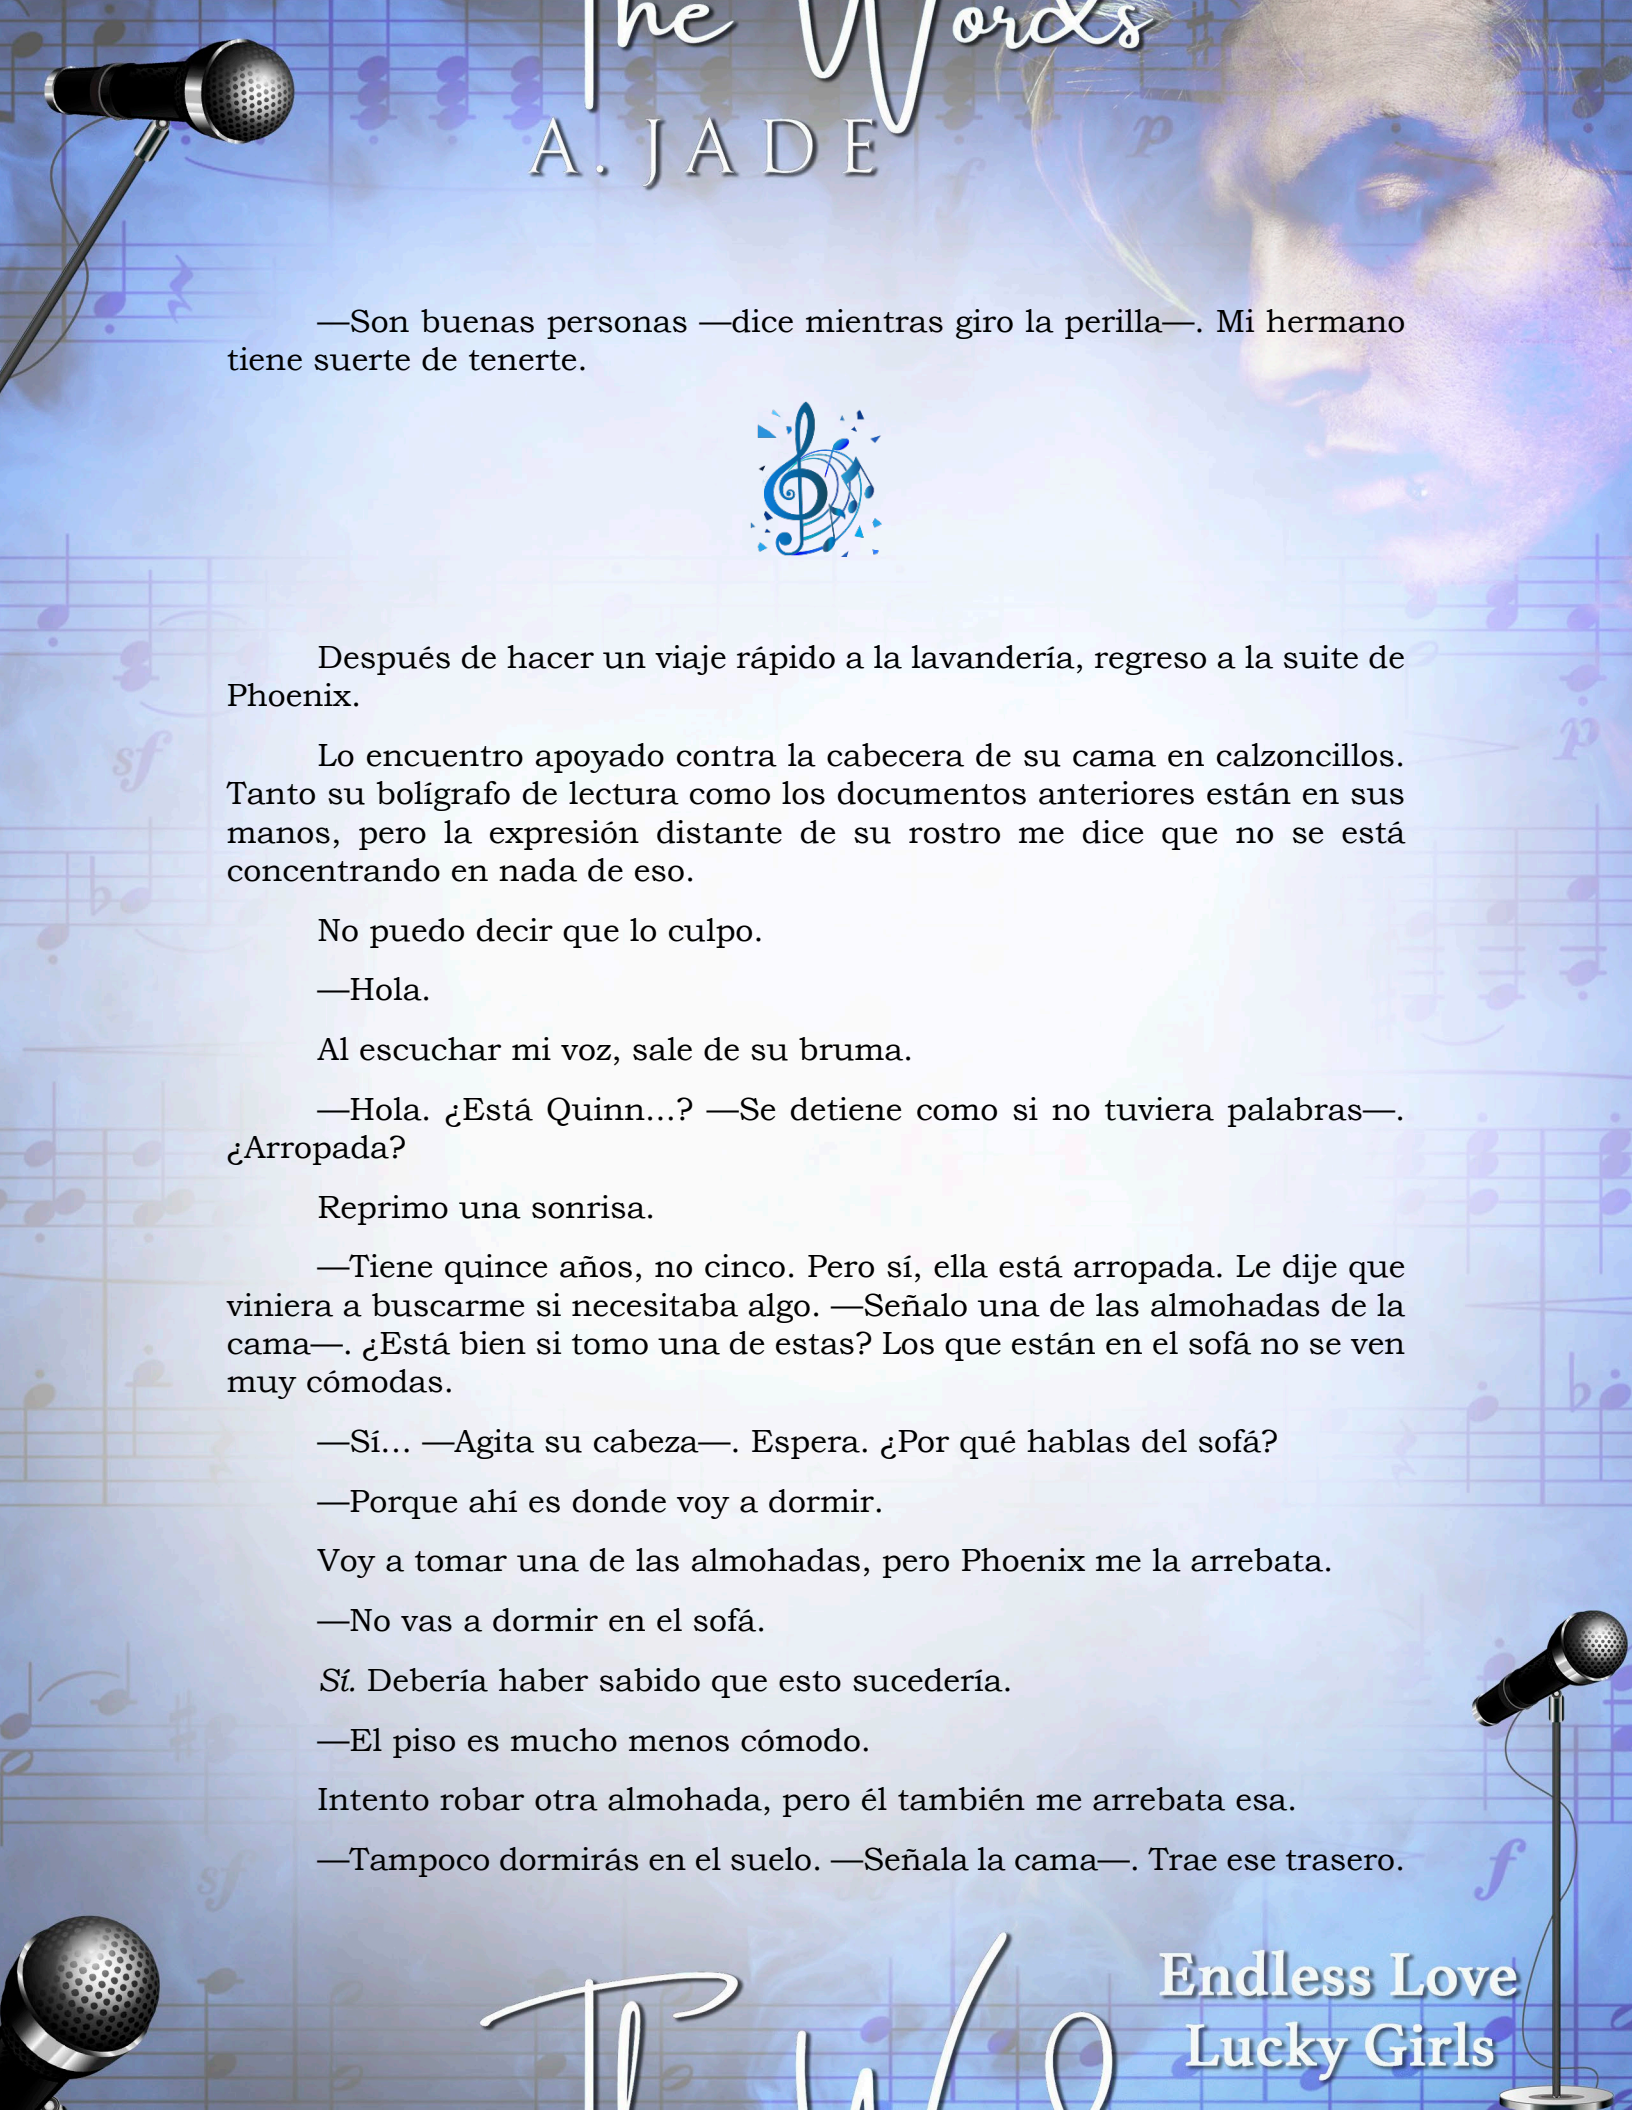 The Words
A. JADE
—Son buenas personas —dice mientras giro la perilla—. Mi hermano
tiene suerte de tenerte.
Después de hacer un viaje rápido a la lavandería, regreso a la suite de
Phoenix.
Lo encuentro apoyado contra la cabecera de su cama en calzoncillos.
Tanto su bolígrafo de lectura como los documentos anteriores están en sus
manos, pero la expresión distante de su rostro me dice que no se está
concentrando en nada de eso.
No puedo decir que lo culpo.
—Hola.
Al escuchar mi voz, sale de su bruma.
—Hola. ¿Está Quinn...? —Se detiene como si no tuviera palabras—.
¿Arropada?
Reprimo una sonrisa.
—Tiene quince años, no cinco. Pero sí, ella está arropada. Le dije que
viniera a buscarme si necesitaba algo. —Señalo una de las almohadas de la
cama—. ¿Está bien si tomo una de estas? Los que están en el sofá no se ven
muy cómodas.
—Sí... —Agita su cabeza—. Espera. ¿Por qué hablas del sofá?
—Porque ahí es donde voy a dormir.
Voy a tomar una de las almohadas, pero Phoenix me la arrebata.
—No vas a dormir en el sofá.
Sí. Debería haber sabido que esto sucedería.
—El piso es mucho menos cómodo.
Intento robar otra almohada, pero él también me arrebata esa.
—Tampoco dormirás en el suelo. —Señala la cama—. Trae ese trasero.
Endless Love
Lucky Girls